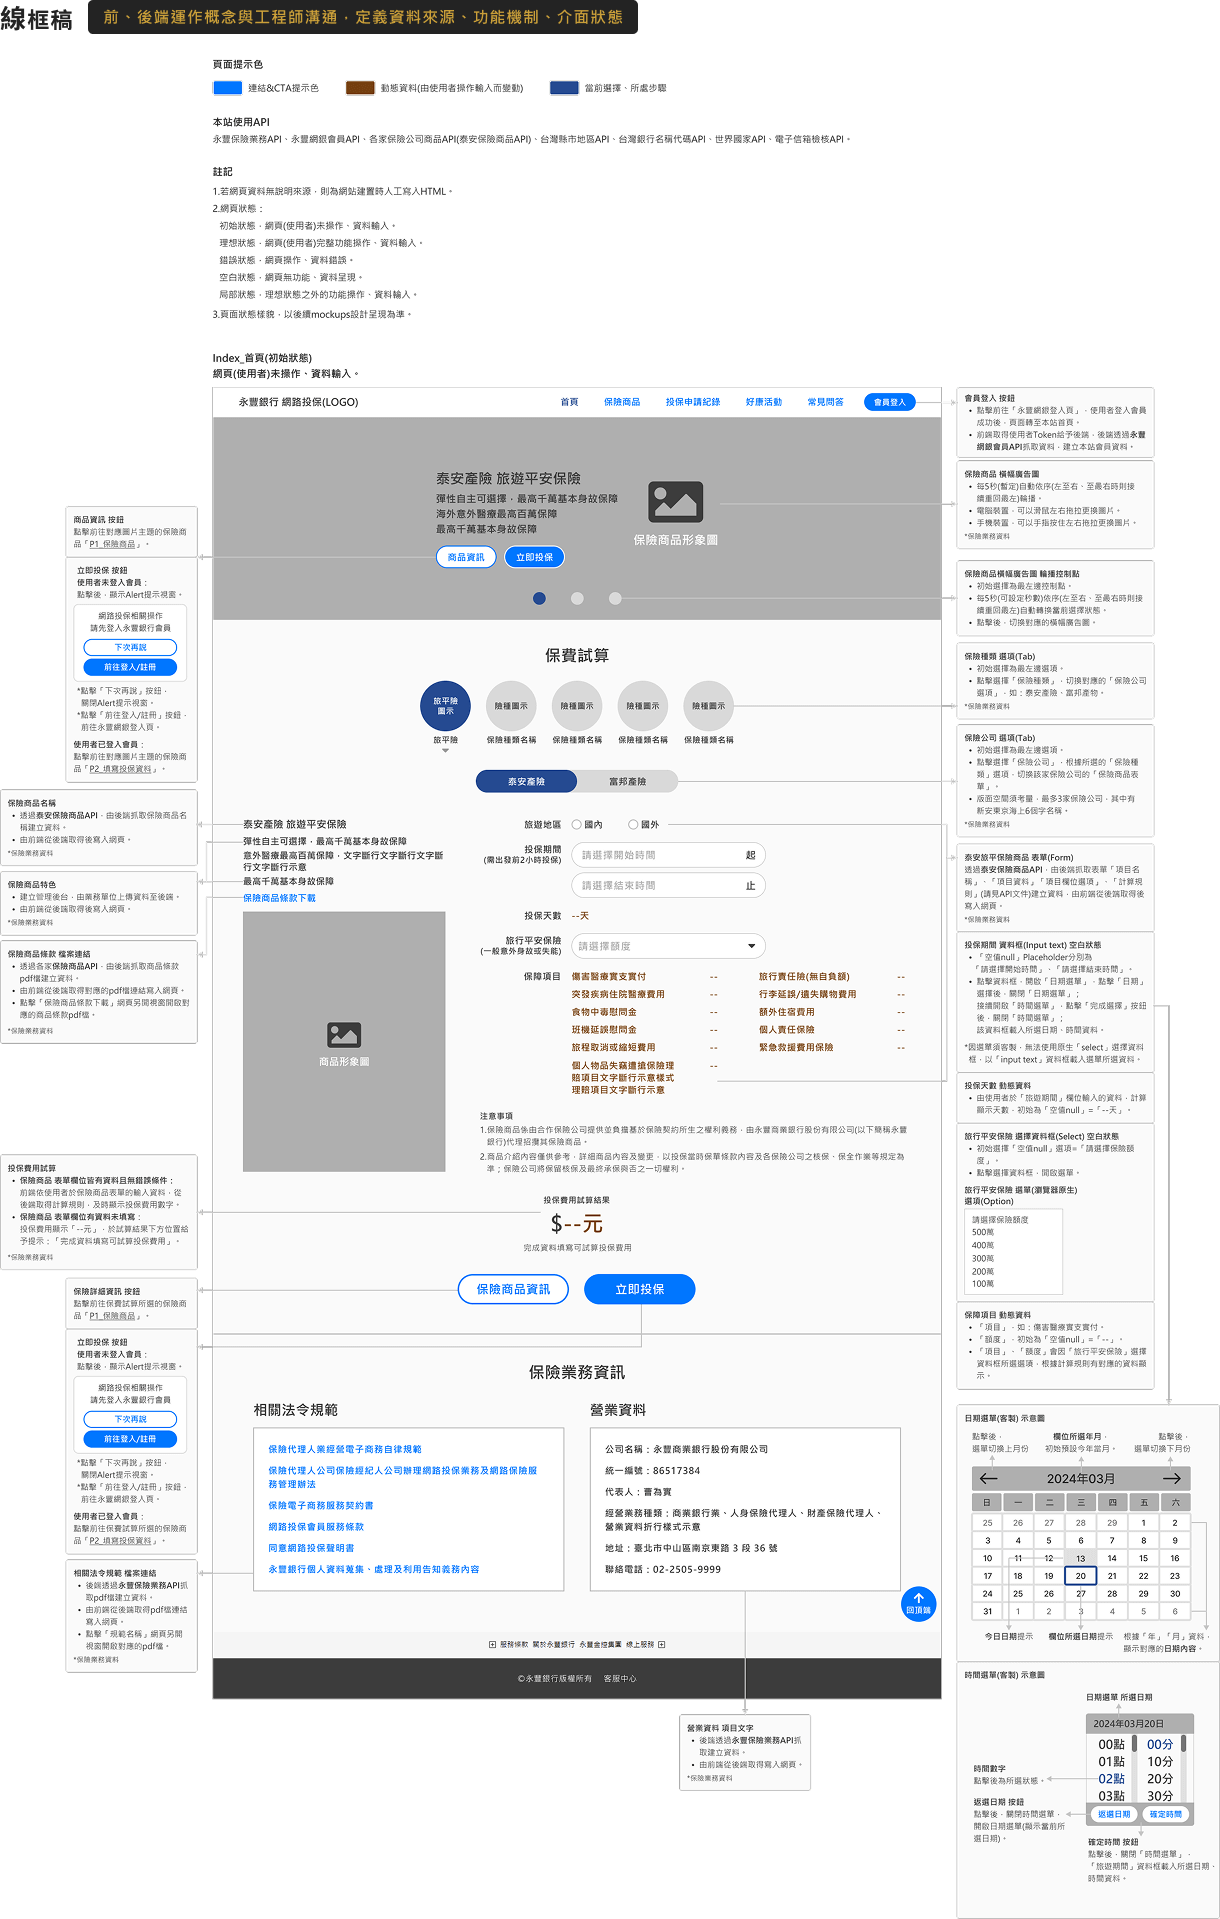 線框稿
前、後端運作概念與工程師溝通，定義資料來源、功能機制、介面狀態
頁面提示色
連結&CTA提示色
動態資料(由使用者操作輸入而變動)
當前選擇、所處步驟
本站使用API
永豐保險業務API、永豐網銀會員API、各家保險公司商品API(泰安保險商品API)、台灣縣市地區API、台灣銀行名稱代碼API、世界國家API、電子信箱檢核API。
註記
1.若網頁資料無說明來源，則為網站建置時人工寫入HTML。
2.網頁狀態：
初始狀態，網頁(使用者)未操作、資料輸入。
理想狀態，網頁(使用者)完整功能操作、資料輸入。
錯誤狀態，網頁操作、資料錯誤。
空白狀態，網頁無功能、資料呈現。
局部狀態，理想狀態之外的功能操作、資料輸入。
3.頁面狀態樣貌，以後續mockups設計呈現為準。
Index_首頁(初始狀態)
網頁(使用者)未操作、資料輸入。
永豐銀行 網路投保(LOGO)
首頁
保險商品
投保申請紀錄
好康活動
常見問答
會員登入
泰安產險 旅遊平安保險
彈性自主可選擇，最高千萬基本身故保障
海外意外醫療最高百萬保障
最高千萬基本身故保障
商品資訊
立即投保
保險商品形象圖
保費試算
旅平險
圖示
險種圖示
險種圖示
險種圖示
險種圖示
旅平險
保險種類名稱
保險種類名稱
保險種類名稱
保險種類名稱
泰安產險
富邦產險
泰安產險 旅遊平安保險
彈性自主可選擇，最高千萬基本身故保障
意外醫療最高百萬保障，文字斷行文字斷行文字斷
行文字斷行示意
最高千萬基本身故保障
保險商品條款下載
商品形象圖
旅遊地區
國內
國外
投保期間
(需出發前2小時投保)
請選擇開始時間
起
請選擇結束時間
止
投保天數
--天
旅行平安保險
(一般意外身故或失能)
請選擇額度
保障項目
傷害醫療實支實付 --
旅行責任險(無自負額) --
突發疾病住院醫療費用 --
行李延誤/遺失購物費用 --
食物中毒慰問金 --
額外住宿費用 --
班機延誤慰問金 --
個人責任保險 --
旅程取消或縮短費用 --
緊急救援費用保險 --
個人物品失竊遭搶保險理 --
賠項目文字斷行示意樣式
理賠項目文字斷行示意
注意事項
1.保險商品係由合作保險公司提供並負擔基於保險契約所生之權利義務，由永豐商業銀行股份有限公司(以下簡稱永豐
銀行)代理招攬其保險商品。
2.商品介紹內容僅供參考，詳細商品內容及變更，以投保當時保單條款內容及各保險公司之核保、保全作業等規定為
準；保險公司將保留核保及最終承保與否之一切權利。
投保費用試算結果
$--元
完成資料填寫可試算投保費用
保險商品資訊
立即投保
保險業務資訊
相關法令規範
保險代理人業經營電子商務自律規範
保險代理人公司保險經紀人公司辦理網路投保業務及網路保險服
務管理辦法
保險電子商務服務契約書
網路投保會員服務條款
同意網路投保聲明書
永豐銀行個人資料蒐集、處理及利用告知義務內容
營業資料
公司名稱：永豐商業銀行股份有限公司
統一編號：86517384
代表人：曹為實
經營業務種類：商業銀行業、人身保險代理人、財產保險代理人、
營業資料折行樣式示意
地址：臺北市中山區南京東路 3 段 36 號
聯絡電話：02-2505-9999
回頂端
服務條款 關於永豐銀行 永豐金控集團 線上服務
©永豐銀行版權所有 客服中心
商品資訊 按鈕
點擊前往對應圖片主題的保險商
品「P1_保險商品」。
立即投保 按鈕
使用者未登入會員：
點擊後，顯示Alert提示視窗。
網路投保相關操作
請先登入永豐銀行會員
下次再說
前往登入/註冊
*點擊「下次再說」按鈕，
關閉Alert提示視窗。
*點擊「前往登入/註冊」按鈕，
前往永豐網銀登入頁。
使用者已登入會員：
點擊前往對應圖片主題的保險商
品「P2_填寫投保資料」。
保險商品名稱
• 透過泰安保險商品API，由後端抓取保險商品名
稱建立資料。
• 由前端從後端取得後寫入網頁。
*保險業務資料
保險商品特色
• 建立管理後台，由業務單位上傳資料至後端。
• 由前端從後端取得後寫入網頁。
*保險業務資料
保險商品條款 檔案連結
• 透過各家保險商品API，由後端抓取商品條款
pdf檔建立資料。
• 由前端從後端取得對應的pdf檔連結寫入網頁。
• 點擊「保險商品條款下載」網頁另開視窗開啟對
應的商品條款pdf檔。
*保險業務資料
投保費用試算
• 保險商品 表單欄位皆有資料且無錯誤條件：
前端依使用者於保險商品表單的輸入資料，從
後端取得計算規則，及時顯示投保費用數字。
• 保險商品 表單欄位有資料未填寫：
投保費用顯示「--元」，於試算結果下方位置給
予提示：「完成資料填寫可試算投保費用」。
*保險業務資料
保險詳細資訊 按鈕
點擊前往保費試算所選的保險商
品「P1_保險商品」。
立即投保 按鈕
使用者未登入會員：
點擊後，顯示Alert提示視窗。
網路投保相關操作
請先登入永豐銀行會員
下次再說
前往登入/註冊
*點擊「下次再說」按鈕，
關閉Alert提示視窗。
*點擊「前往登入/註冊」按鈕，
前往永豐網銀登入頁。
使用者已登入會員：
點擊前往保費試算所選的保險商
品「P2_填寫投保資料」。
相關法令規範 檔案連結
• 後端透過永豐保險業務API抓
取pdf檔建立資料。
• 由前端從後端取得pdf檔連結
寫入網頁。
• 點擊「規範名稱」網頁另開
視窗開啟對應的pdf檔。
*保險業務資料
營業資料 項目文字
• 後端透過永豐保險業務API抓
取建立資料。
• 由前端從後端取得寫入網頁。
*保險業務資料
會員登入 按鈕
• 點擊前往「永豐網銀登入頁」，使用者登入會員
成功後，頁面轉至本站首頁。
• 前端取得使用者Token給予後端，後端透過永豐
網銀會員API抓取資料，建立本站會員資料。
保險商品 橫幅廣告圖
• 每5秒(暫定)自動依序(左至右、至最右時則接
續重回最左)輪播。
• 電腦裝置，可以滑鼠左右拖拉更換圖片。
• 手機裝置，可以手指按住左右拖拉更換圖片。
*保險業務資料
保險商品橫幅廣告圖 輪播控制點
• 初始選擇為最左邊控制點。
• 每5秒(可設定秒數)依序(左至右、至最右時則接
續重回最左)自動轉換當前選擇狀態。
• 點擊後，切換對應的橫幅廣告圖。
保險種類 選項(Tab)
• 初始選擇為最左邊選項。
• 點擊選擇「保險種類」，切換對應的「保險公司
選項」，如：泰安產險、富邦產物。
*保險業務資料
保險公司 選項(Tab)
• 初始選擇為最左邊選項。
• 點擊選擇「保險公司」，根據所選的「保險種
類」選項，切換該家保險公司的「保險商品表
單」。
• 版面空間須考量，最多3家保險公司，其中有
新安東京海上6個字名稱。
*保險業務資料
泰安旅平保險商品 表單(Form)
透過泰安保險商品API，由後端抓取表單「項目名
稱」、「項目資料」「項目欄位選項」、「計算規
則」(請見API文件)建立資料，由前端從後端取得後
寫入網頁。
*保險業務資料
投保期間 資料框(Input text) 空白狀態
• 「空值null」Placeholder分別為
「請選擇開始時間」、「請選擇結束時間」。
• 點擊資料框，開啟「日期選單」，點擊「日期」
選擇後，關閉「日期選單」；
接續開啟「時間選單」，點擊「完成選擇」按鈕
後，關閉「時間選單」；
該資料框載入所選日期、時間資料。
*因選單須客製，無法使用原生「select」選擇資料
框，以「input text」資料框載入選單所選資料。
投保天數 動態資料
• 由使用者於「旅遊期間」欄位輸入的資料，計算
顯示天數，初始為「空值null」=「--天」。
旅行平安保險 選擇資料框(Select) 空白狀態
• 初始選擇「空值null」選項=「請選擇保險額
度」。
• 點擊選擇資料框，開啟選單。
旅行平安保險 選單(瀏覽器原生)
選項(Option)
請選擇保險額度
500萬
400萬
300萬
200萬
100萬
保障項目 動態資料
• 「項目」，如：傷害醫療實支實付。
• 「額度」，初始為「空值null」=「--」。
• 「項目」、「額度」會因「旅行平安保險」選擇
資料框所選選項，根據計算規則有對應的資料顯
示。
日期選單(客製) 示意圖
點擊後，
選單切換上月份
欄位所選年月，
初始預設今年當月。
點擊後，
選單切換下月份
2024年03月
日 一 二 三 四 五 六
25 26 27 28 29 1 2
3 4 5 6 7 8 9
10 11 12 13 14 15 16
17 18 19 20 21 22 23
24 25 26 27 28 29 30
31 1 2 3 4 5 6
今日日期提示
欄位所選日期提示
根據「年」「月」資料，
顯示對應的日期內容。
時間選單(客製) 示意圖
日期選單 所選日期
2024年03月20日
00點 00分
01點 10分
02點 20分
03點 30分
返選日期
確定時間
時間數字
點擊後為所選狀態。
返選日期 按鈕
點擊後，關閉時間選單，
開啟日期選單(顯示當前所
選日期)。
確定時間 按鈕
點擊後，關閉「時間選單」，
「旅遊期間」資料框載入所選日期，
時間資料。